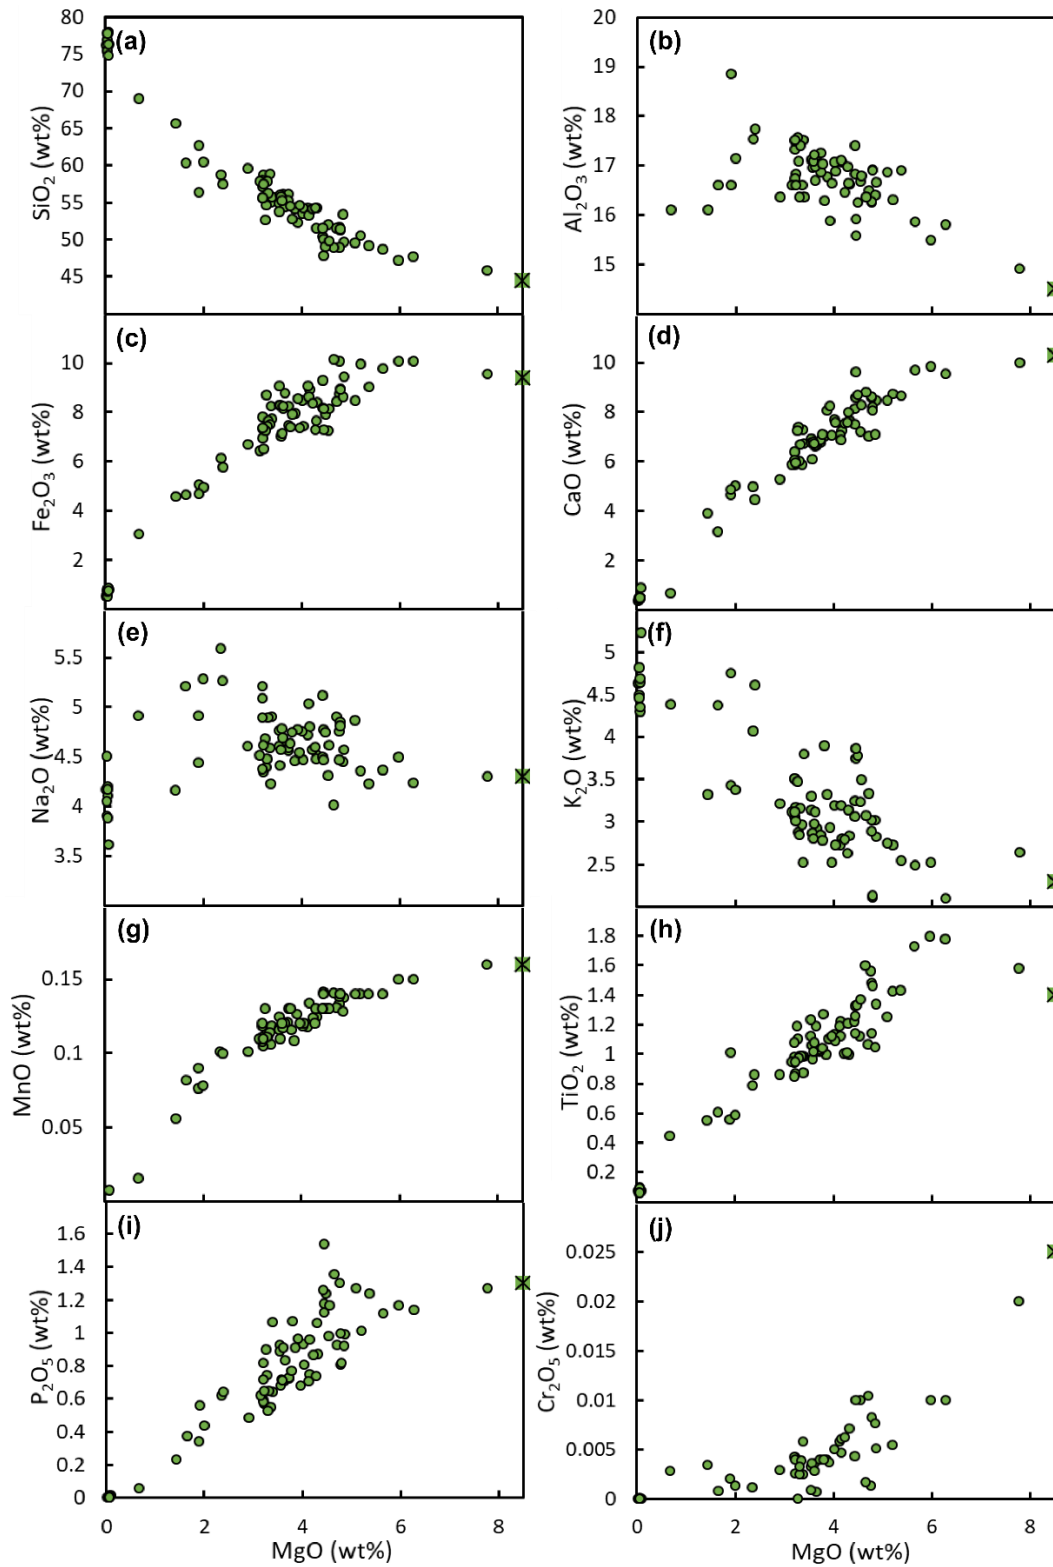 (a)
SiO₂ (wt%)
80
75
70
65
60
55
50
45
(b)
Al₂O₃ (wt%)
20
19
18
17
16
15
(c)
Fe₂O₃ (wt%)
10
8
6
4
2
(d)
CaO (wt%)
10
8
6
4
2
(e)
Na₂O (wt%)
5.5
5
4.5
4
3.5
(f)
K₂O (wt%)
5
4.5
4
3.5
3
2.5
(g)
MnO (wt%)
0.15
0.1
0.05
(h)
TiO₂ (wt%)
1.8
1.6
1.4
1.2
1
0.8
0.6
0.4
0.2
(i)
P₂O₅ (wt%)
1.6
1.4
1.2
1
0.8
0.6
0.4
0.2
0
0 2 4 6 8
MgO (wt%)
(j)
Cr₂O₅ (wt%)
0.025
0.02
0.015
0.01
0.005
0
0 2 4 6 8
MgO (wt%)